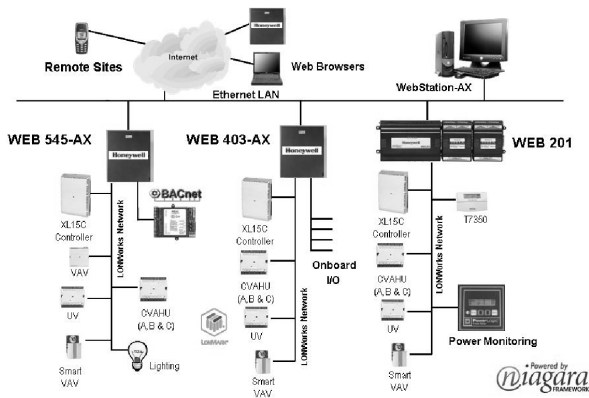 Honeywell
Internet
Remote Sites
Web Browsers
Ethernet LAN
WebStation-AX
WEB 545-AX
Honeywell
WEB 403-AX
Honeywell
Honeywell
WEB 201
BACnet
XL15C
Controller
LONWorks Network
VAV
UV
CVAHU
(A,B & C)
Smart
VAV
Lighting
XL15C
Controller
Onboard
I/O
CVAHU
(A,B & C)
LONMARK
UV
LONWorks Network
Smart
VAV
XL15C
Controller
LONWorks Network
T7350
CVAHU
(A,B & C)
UV
Power Monitoring
Smart
VAV
Powered by
niagara
FRAMEWORK